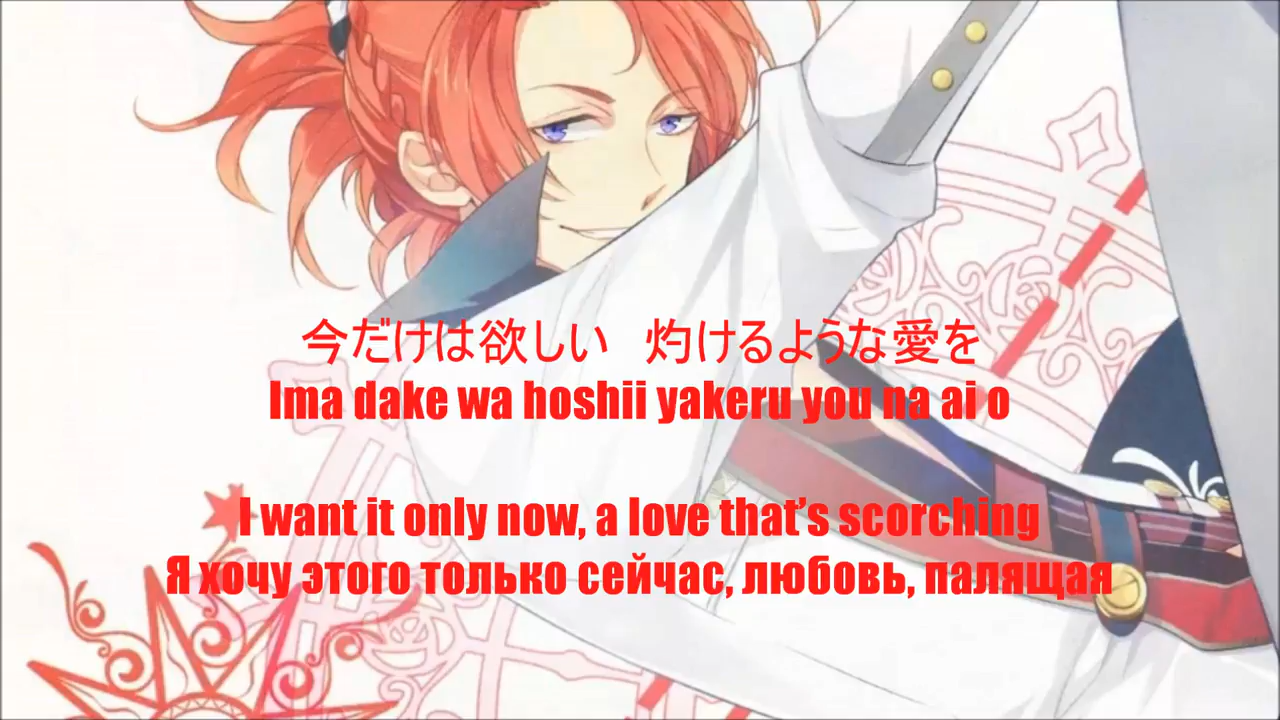 今だけは欲しい　灼けるような愛を
Ima dake wa hoshii yakeru you na ai o
I want it only now, a love that’s scorching
Я хочу этого только сейчас, любовь, палящая